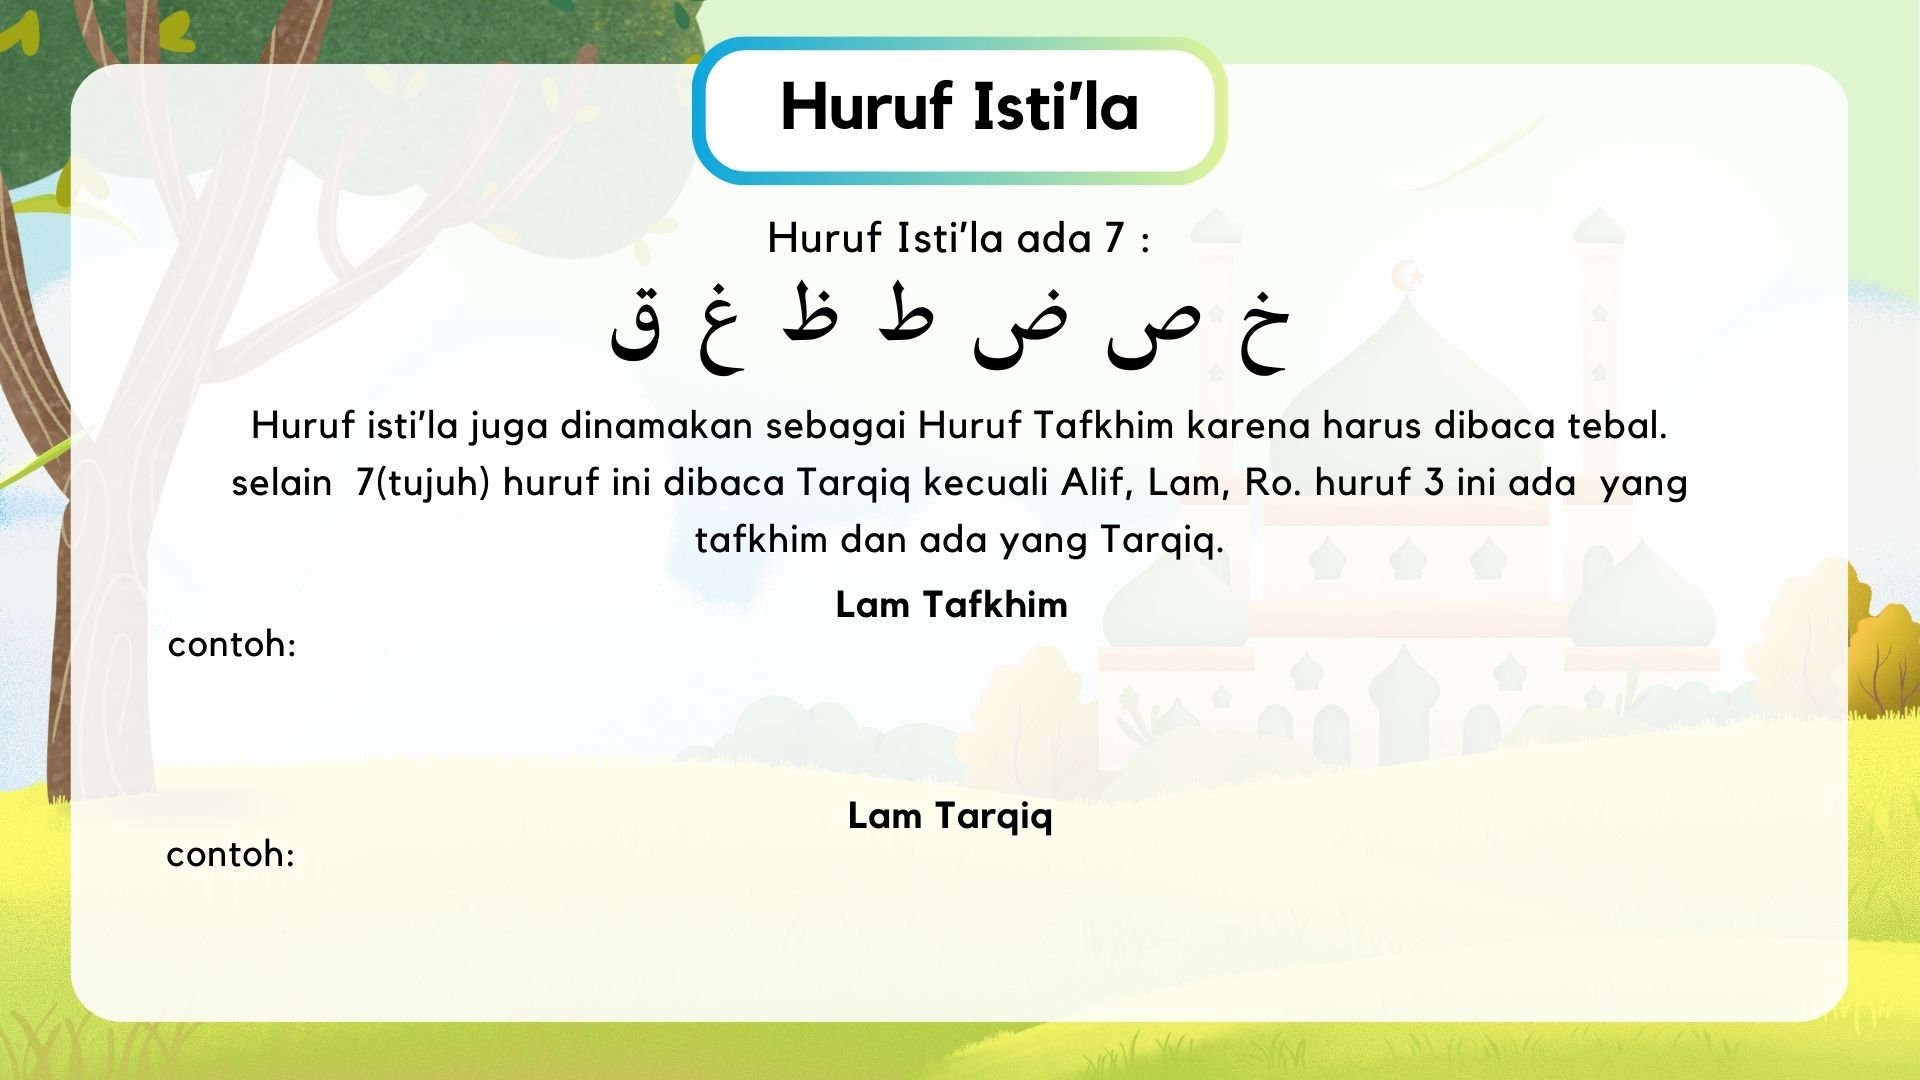 Huruf Isti'la
Huruf Isti'la ada 7 :
خ ص ض ط ظ غ ق
Huruf isti'la juga dinamakan sebagai Huruf Tafkhim karena harus dibaca tebal.
selain 7(tujuh) huruf ini dibaca Tarqiq kecuali Alif, Lam, Ro. huruf 3 ini ada yang
tafkhim dan ada yang Tarqiq.
Lam Tafkhim
contoh:
Lam Tarqiq
contoh: